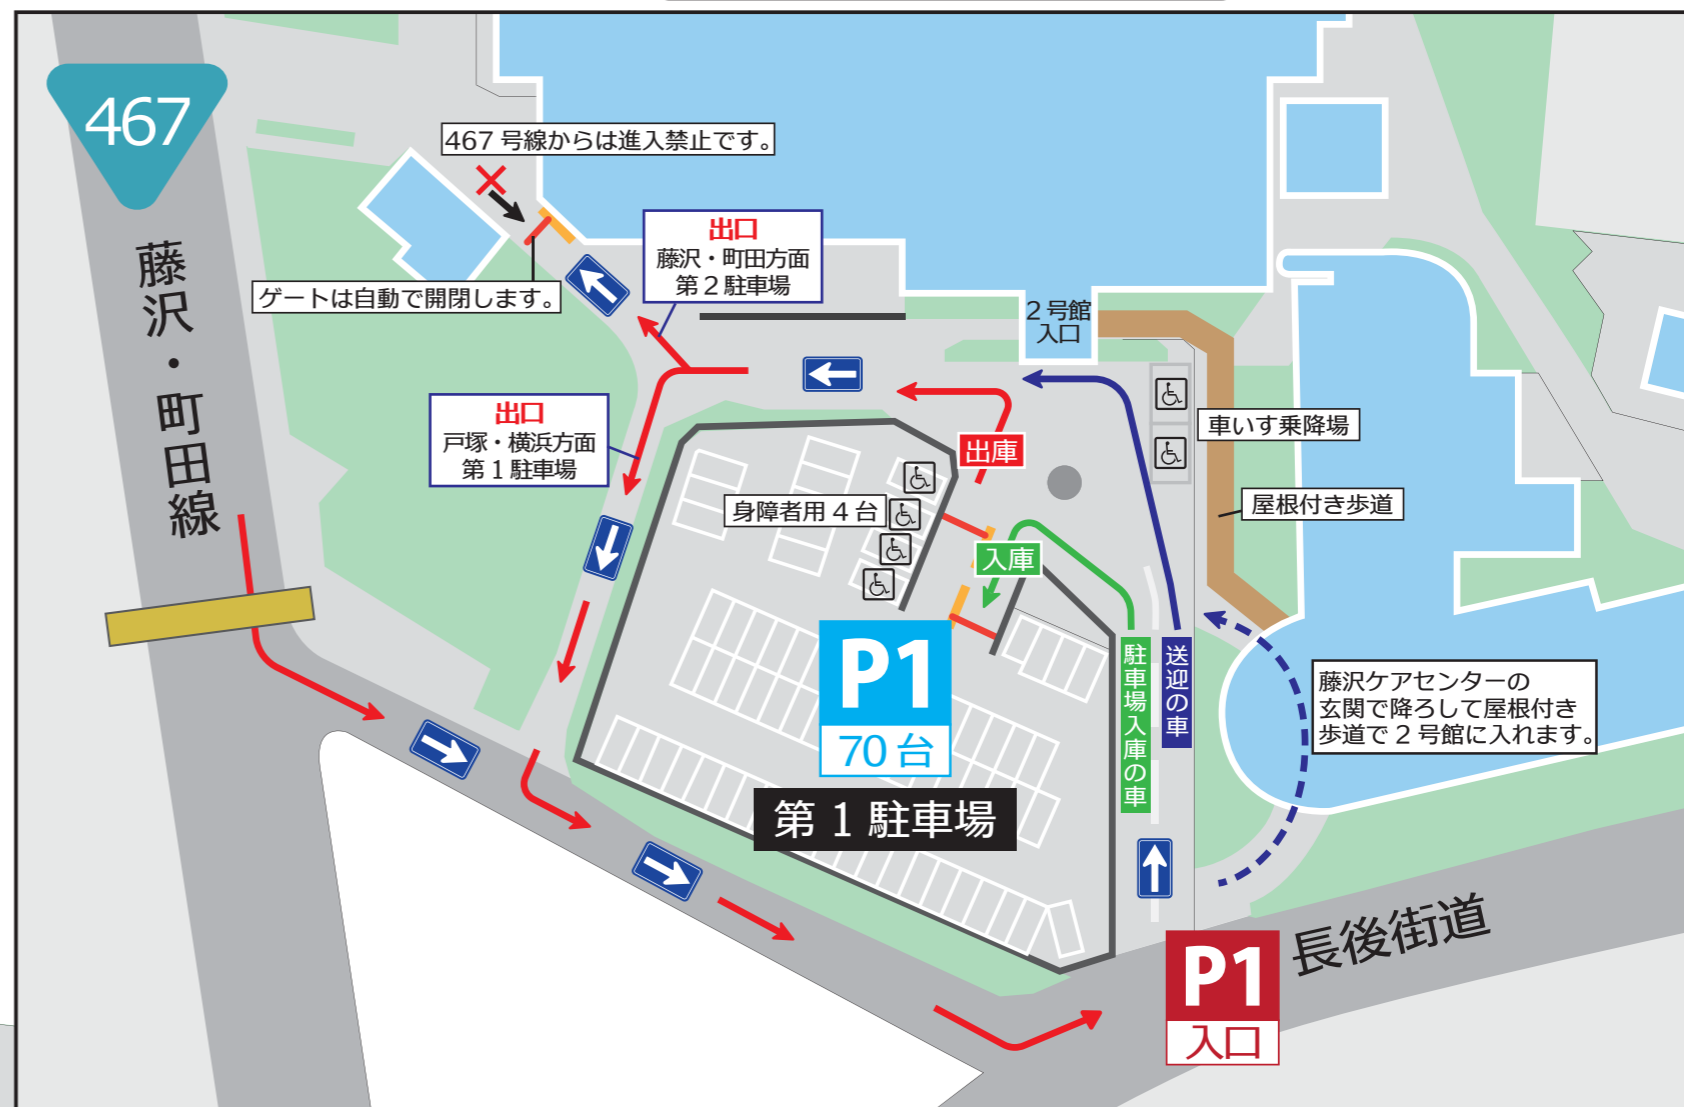 467
藤沢・町田線
467 号線からは進入禁止です。
ゲートは自動で開閉します。
出口
藤沢・町田方面
第２駐車場
2 号館
入口
出口
戸塚・横浜方面
第１駐車場
出庫
車いす乗降場
身障者用 4 台
屋根付き歩道
入庫
P1
70 台
第 1 駐車場
駐車場入庫の車
送迎の車
藤沢ケアセンターの
玄関で降ろして屋根付き
歩道で 2 号館に入れます。
長後街道
P1
入口